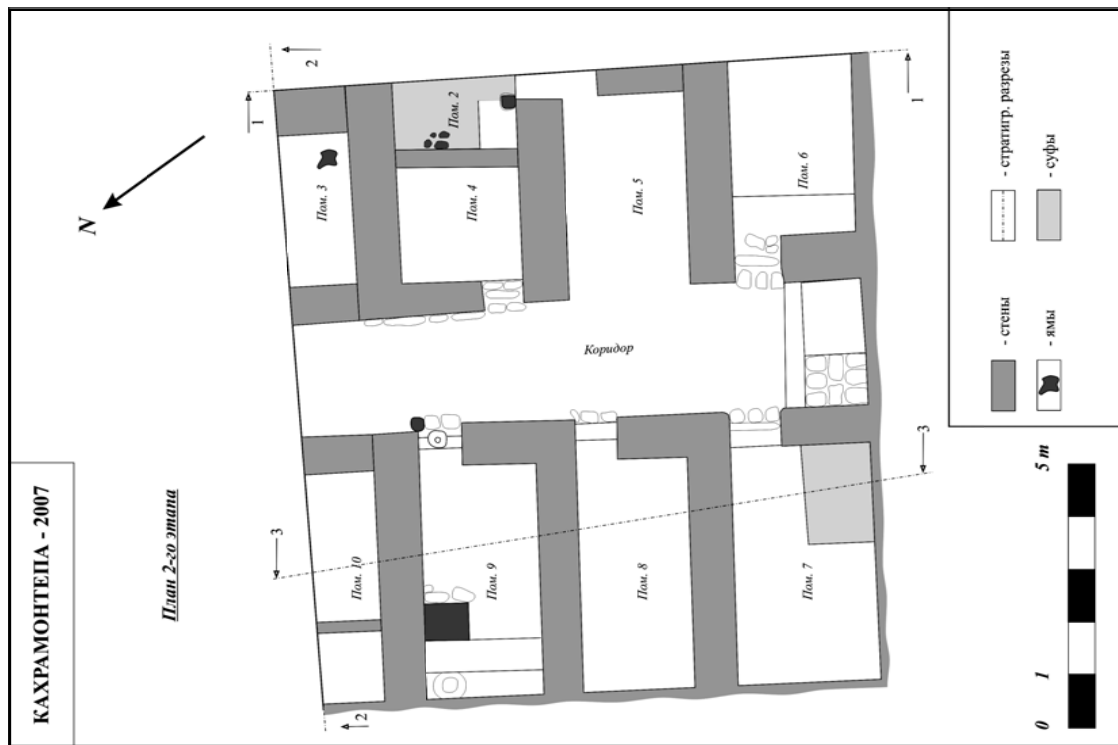 КАХРАМОНТЕПА - 2007
План 2-го этапа
N
1
2
Пом. 3
Пом. 2
Пом. 4
Пом. 5
Пом. 6
1
Коридор
3
Пом. 10
Пом. 9
Пом. 8
Пом. 7
3
2
- стены
- стратигр. разрезы
- ямы
- суфы
0
1
5 m